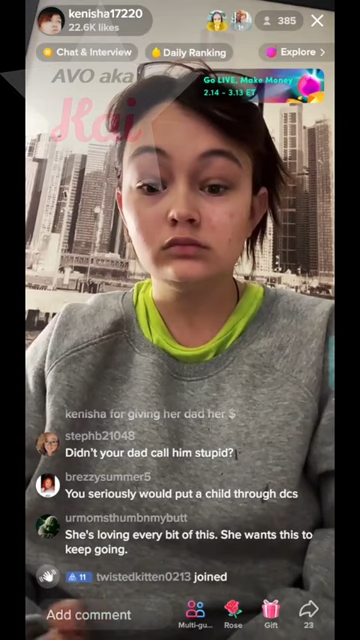 kenisha17220
22.6K likes
385
Chat & Interview
Daily Ranking
Explore >
AVO aka
Kai
Go LIVE, Make Money
2.14 - 3.13 ET
kenisha for giving her dad her $
stephb21048
Didn't your dad call him stupid?
brezzysummer5
You seriously would put a child through dcs
urmomsthumbnmybutt
She's loving every bit of this. She wants this to
keep going.
11 twistedkitten0213 joined
Add comment
Multi-gu...
Rose
Gift
23